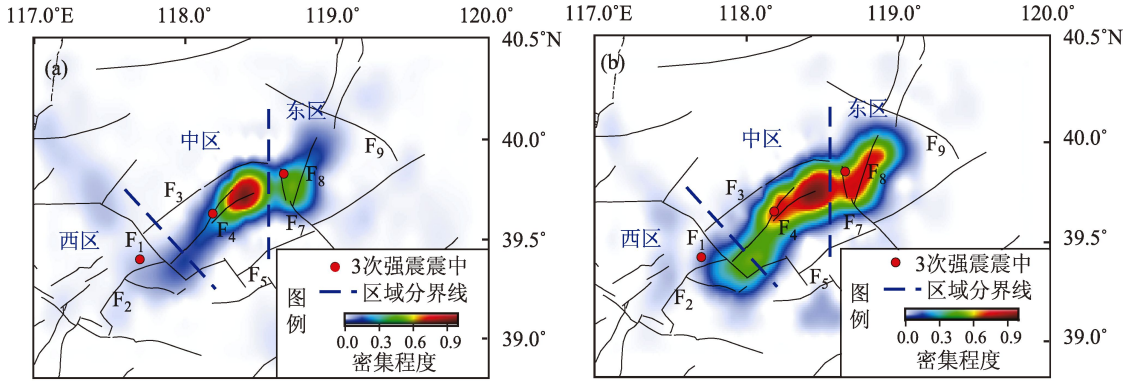 117.0°E 118.0° 119.0° 120.0°
40.5°N
(a)
东区
中区
40.0°
F9
F8
F3
F4
F7
西区
F1
39.5°
F5
F2
3次强震震中
图例
区域分界线
0.0 0.3 0.6 0.9
39.0°
密集程度
117.0°E 118.0° 119.0° 120.0°
40.5°N
(b)
东区
中区
40.0°
F9
F8
F3
F4
F7
西区
F1
39.5°
F5
F2
3次强震震中
图例
区域分界线
0.0 0.3 0.6 0.9
39.0°
密集程度